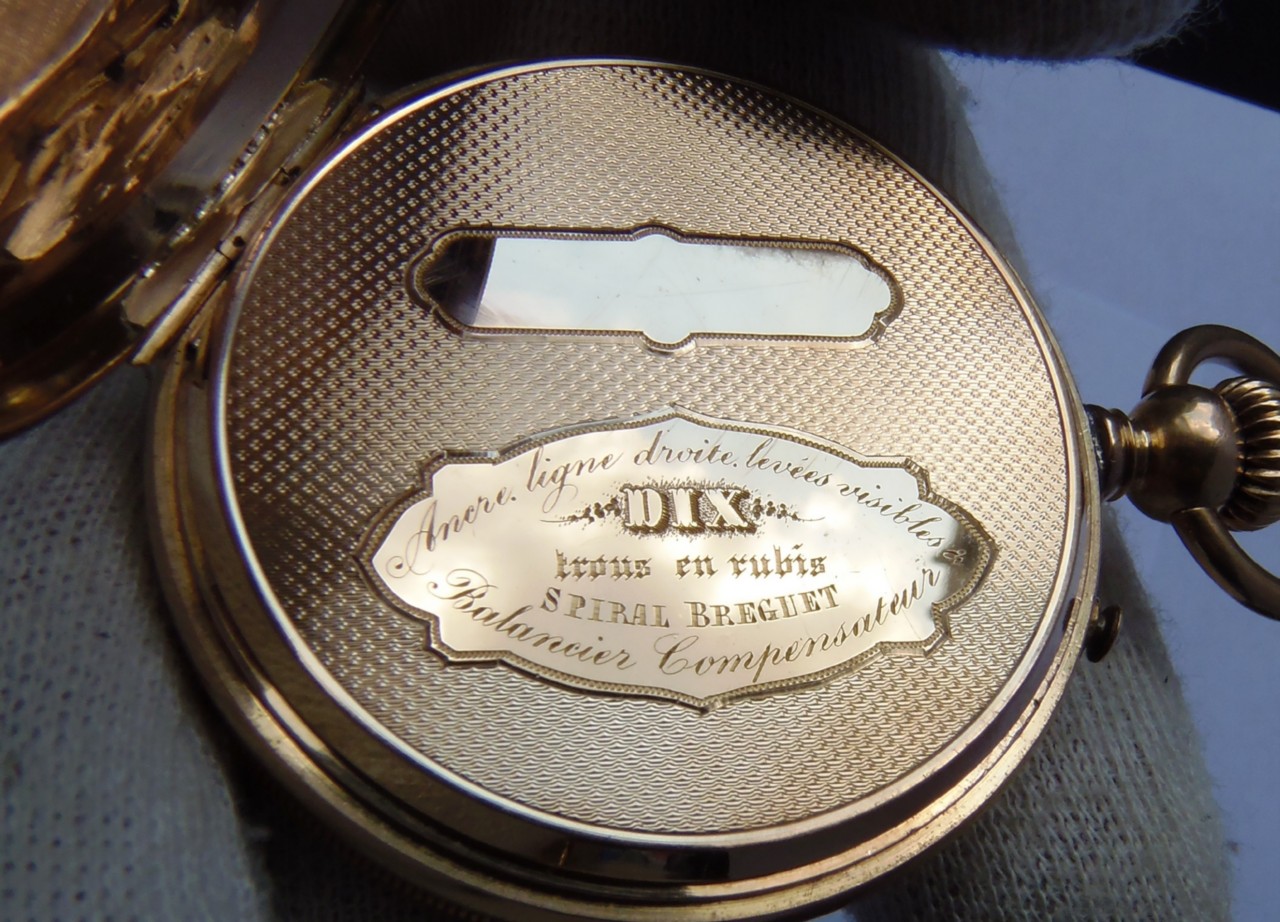 Ancre. ligne droite. levées visibles &
DIX
trous en rubis
SPIRAL BREGUET
Balancier Compensateur